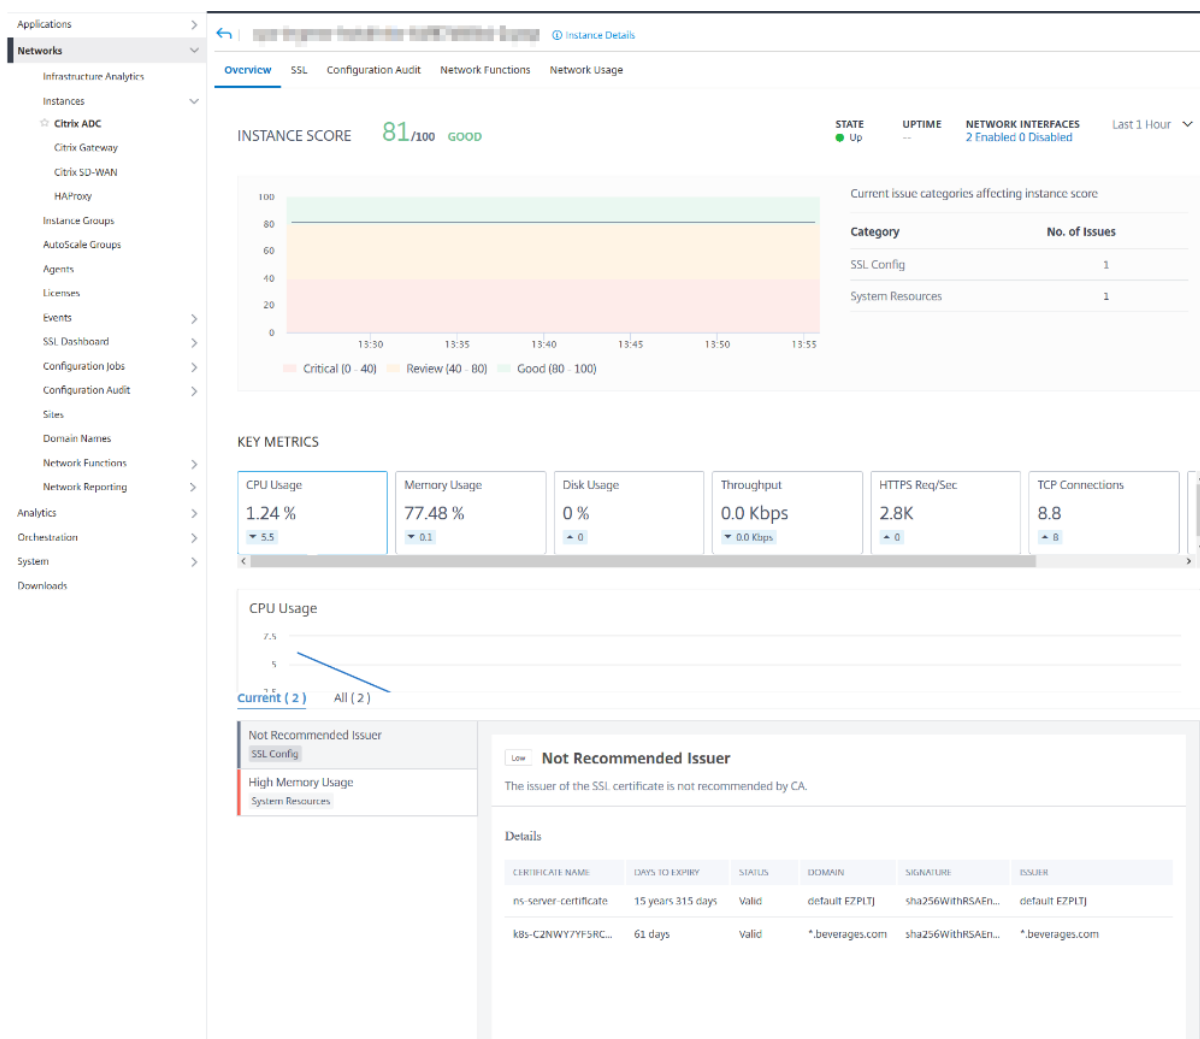 Applications
Networks
Infrastructure Analytics
Instances
Citrix ADC
Citrix Gateway
Citrix SD-WAN
HAProxy
Instance Groups
AutoScale Groups
Agents
Licenses
Events
SSL Dashboard
Configuration Jobs
Configuration Audit
Sites
Domain Names
Network Functions
Network Reporting
Analytics
Orchestration
System
Downloads
Instance Details
Overview SSL Configuration Audit Network Functions Network Usage
INSTANCE SCORE 81/100 GOOD
STATE UPTIME NETWORK INTERFACES Last 1 Hour
Up -- 2 Enabled 0 Disabled
100
80
60
40
20
0
13:30 13:35 13:40 13:45 13:50 13:55
Critical (0 - 40) Review (40 - 80) Good (80 - 100)
Current issue categories affecting instance score
Category No. of Issues
SSL Config 1
System Resources 1
KEY METRICS
CPU Usage Memory Usage Disk Usage Throughput HTTPS Req/Sec TCP Connections
1.24 % 77.48 % 0 % 0.0 Kbps 2.8K 8.8
5.5 0.1 0 0.0 Kbps 0 8
CPU Usage
7.5
5
Current ( 2 ) All ( 2 )
Not Recommended Issuer
SSL Config
High Memory Usage
System Resources
Low Not Recommended Issuer
The issuer of the SSL certificate is not recommended by CA.
Details
CERTIFICATE NAME DAYS TO EXPIRY STATUS DOMAIN SIGNATURE ISSUER
ns-server-certificate 15 years 315 days Valid default EZPLTJ sha256WithRSAEn... default EZPLTJ
k8s-C2NWY7YF5RC... 61 days Valid *.beverages.com sha256WithRSAEn... *.beverages.com